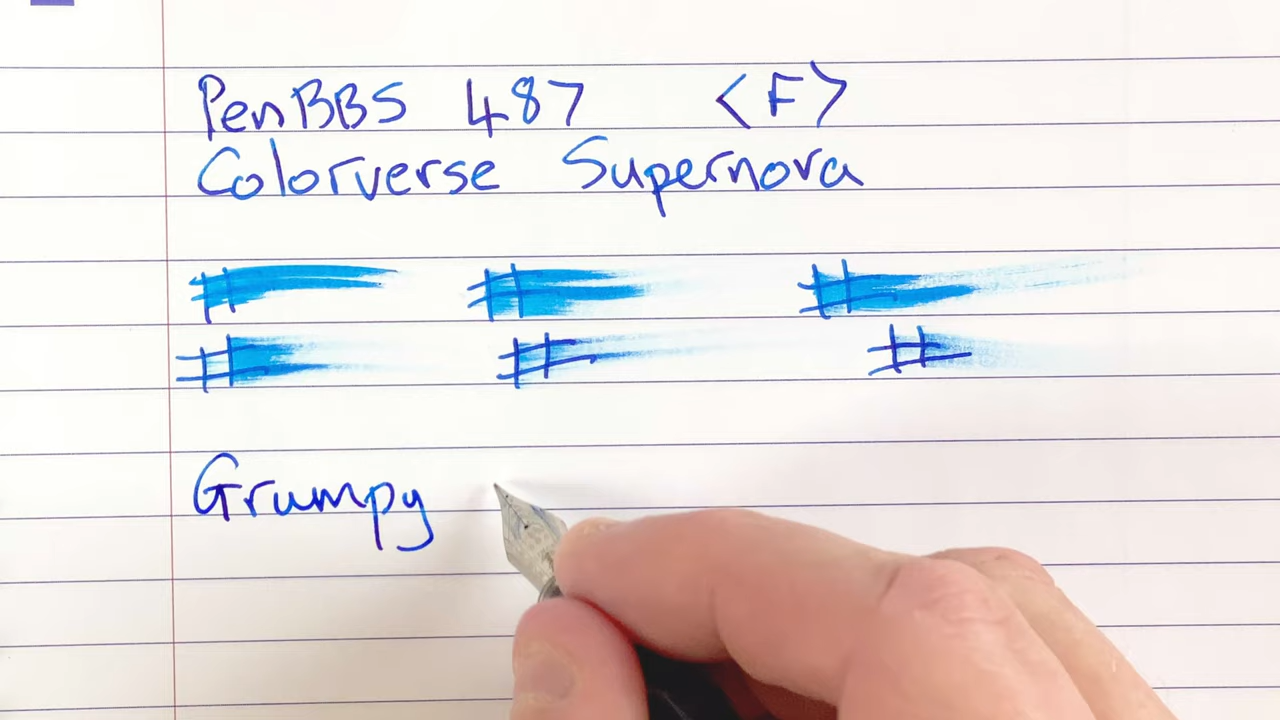 PenBBS 487 <F>
Colorverse Supernova
# # #
# # #
Grumpy